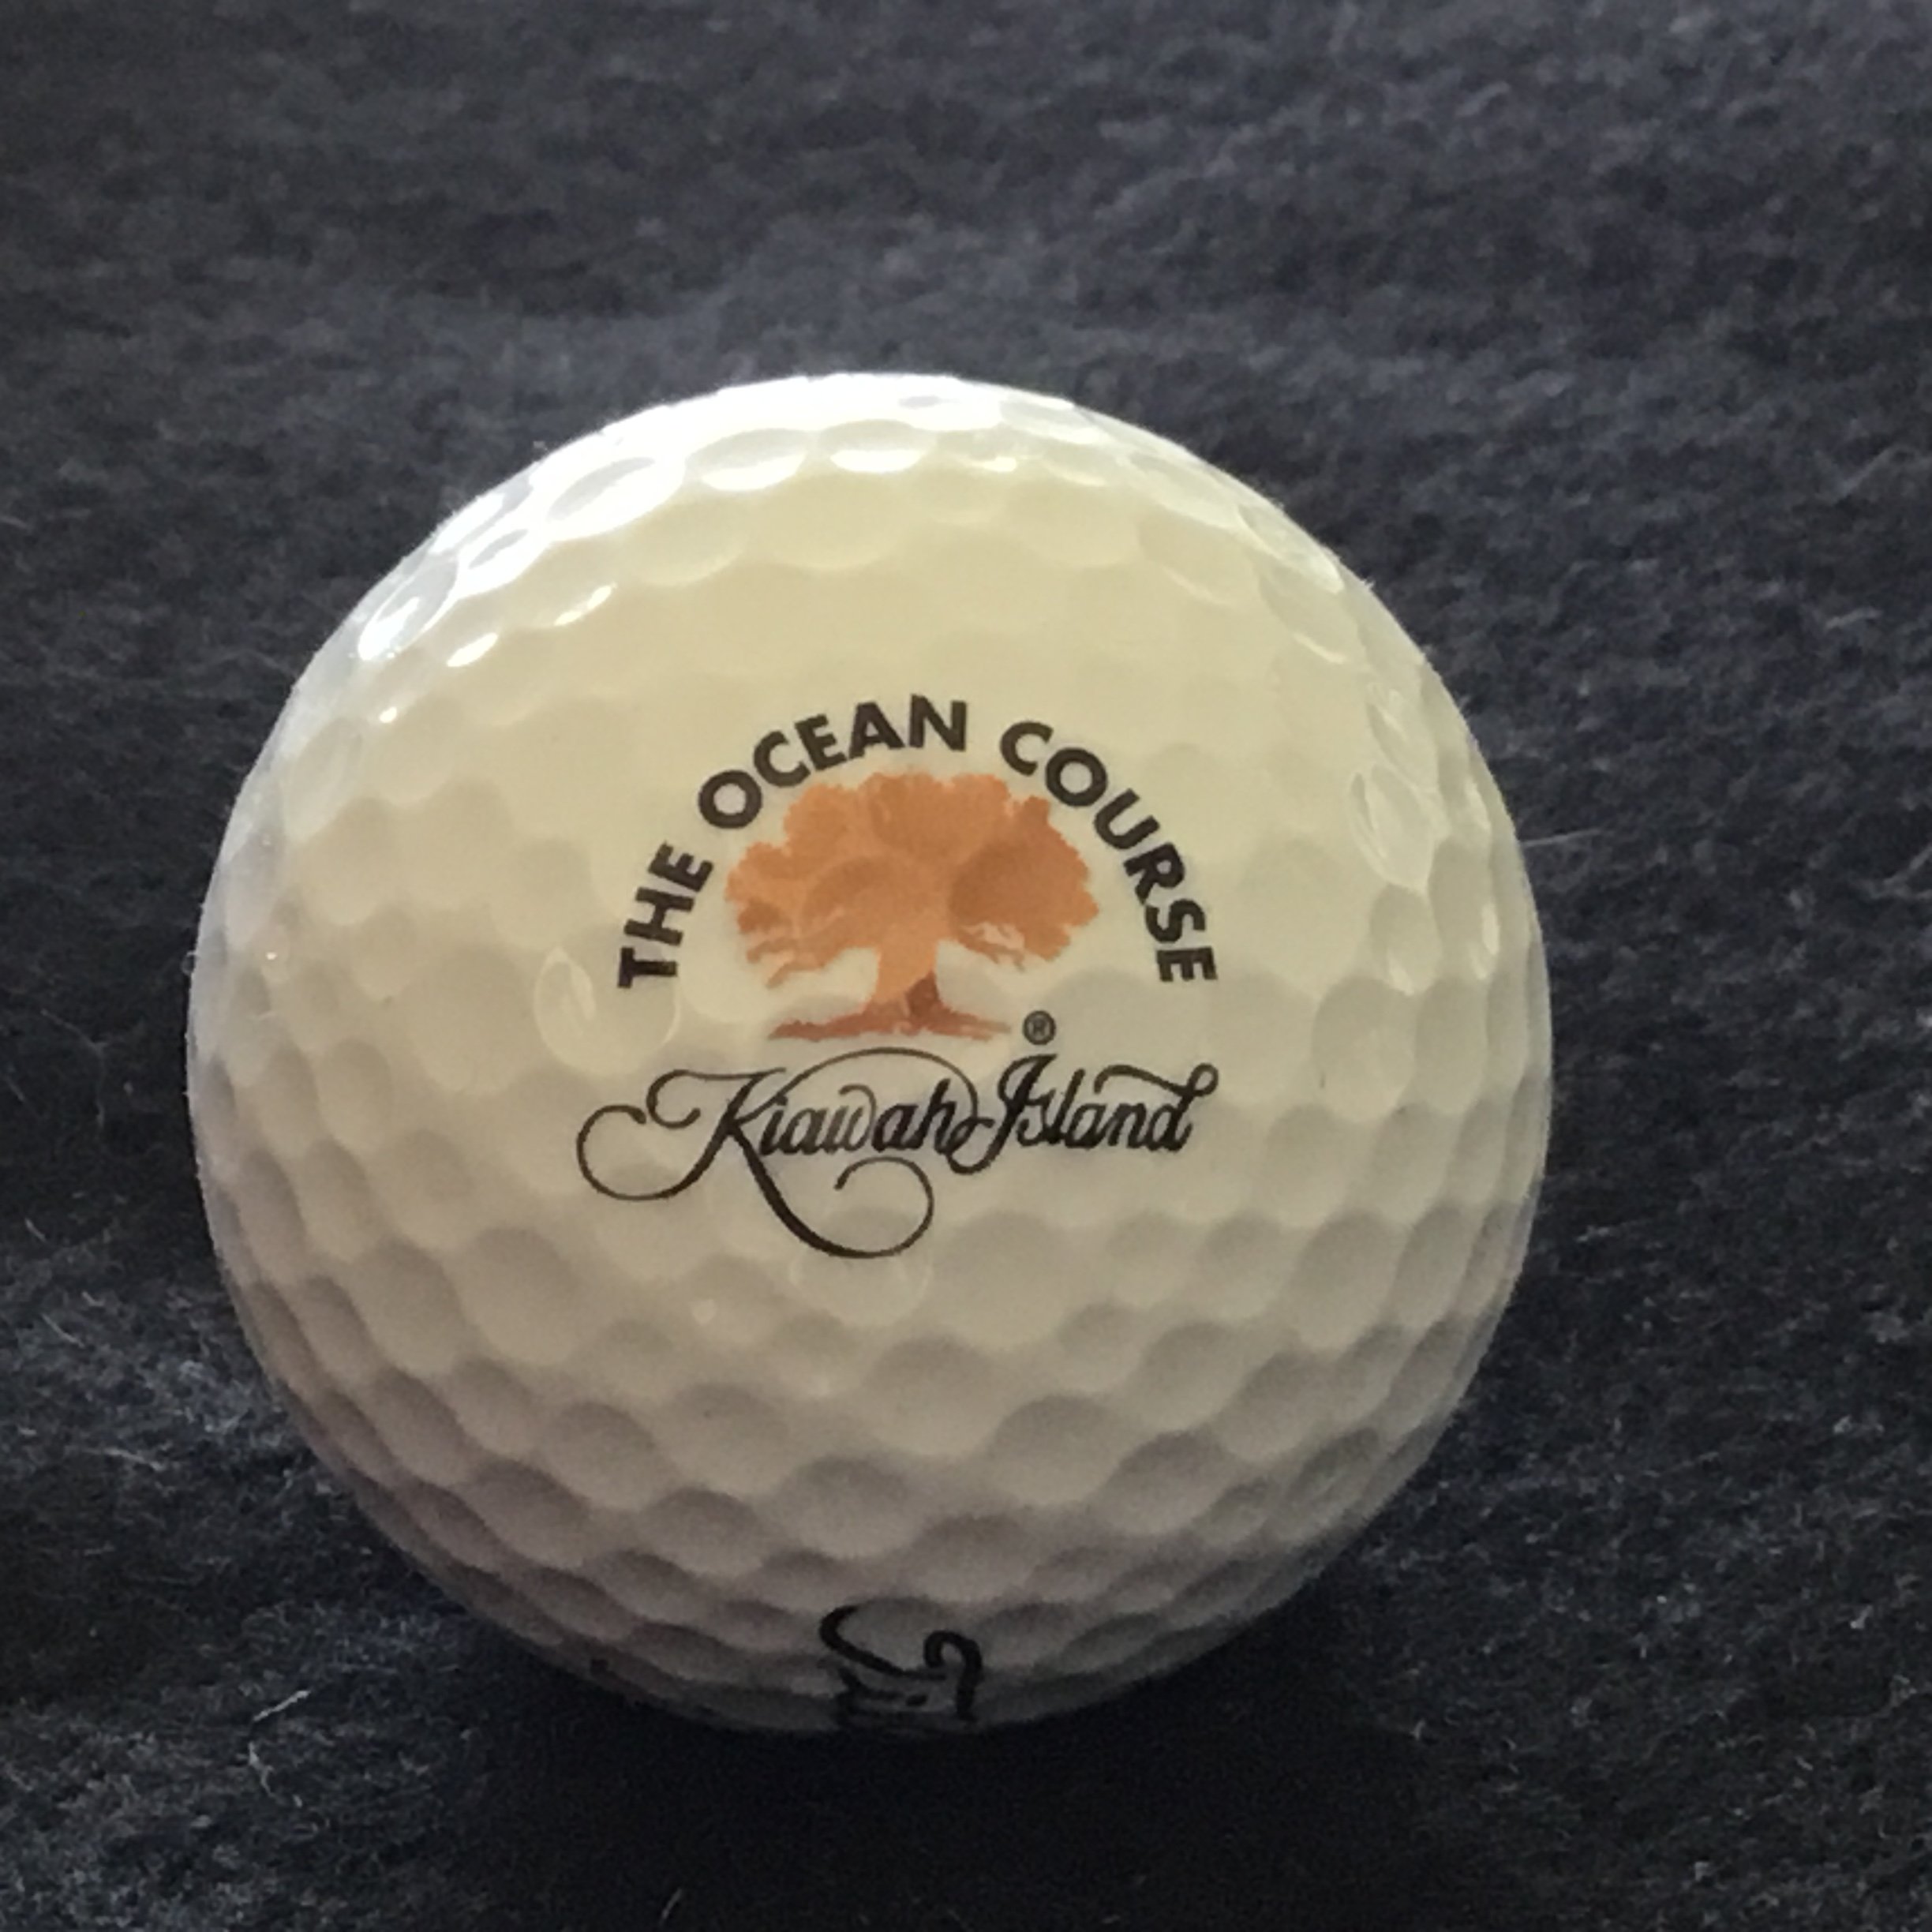 THE OCEAN COURSE
®
Kiawah Island